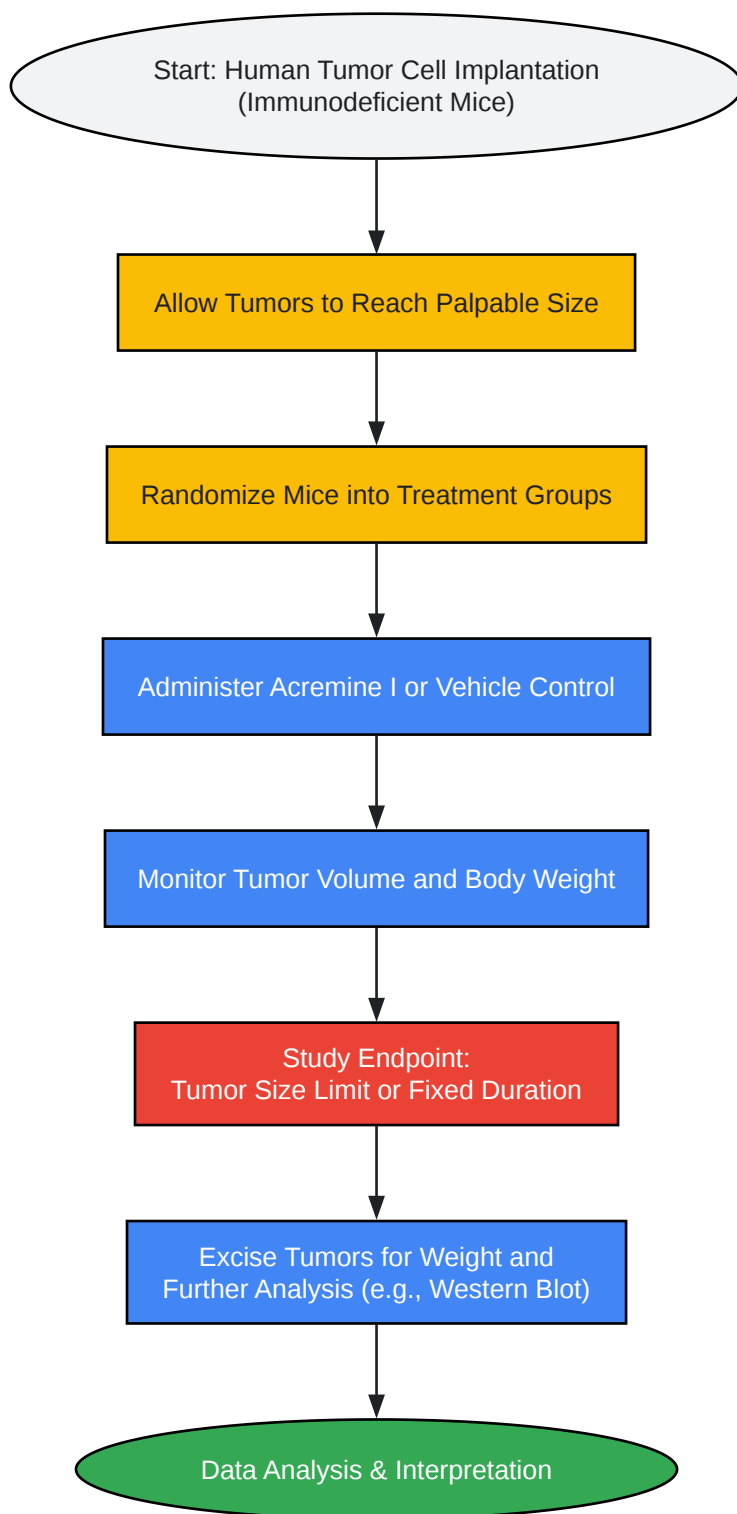 Start: Human Tumor Cell Implantation
(Immunodeficient Mice)
Allow Tumors to Reach Palpable Size
Randomize Mice into Treatment Groups
Administer Acremine I or Vehicle Control
Monitor Tumor Volume and Body Weight
Study Endpoint:
Tumor Size Limit or Fixed Duration
Excise Tumors for Weight and
Further Analysis (e.g., Western Blot)
Data Analysis & Interpretation